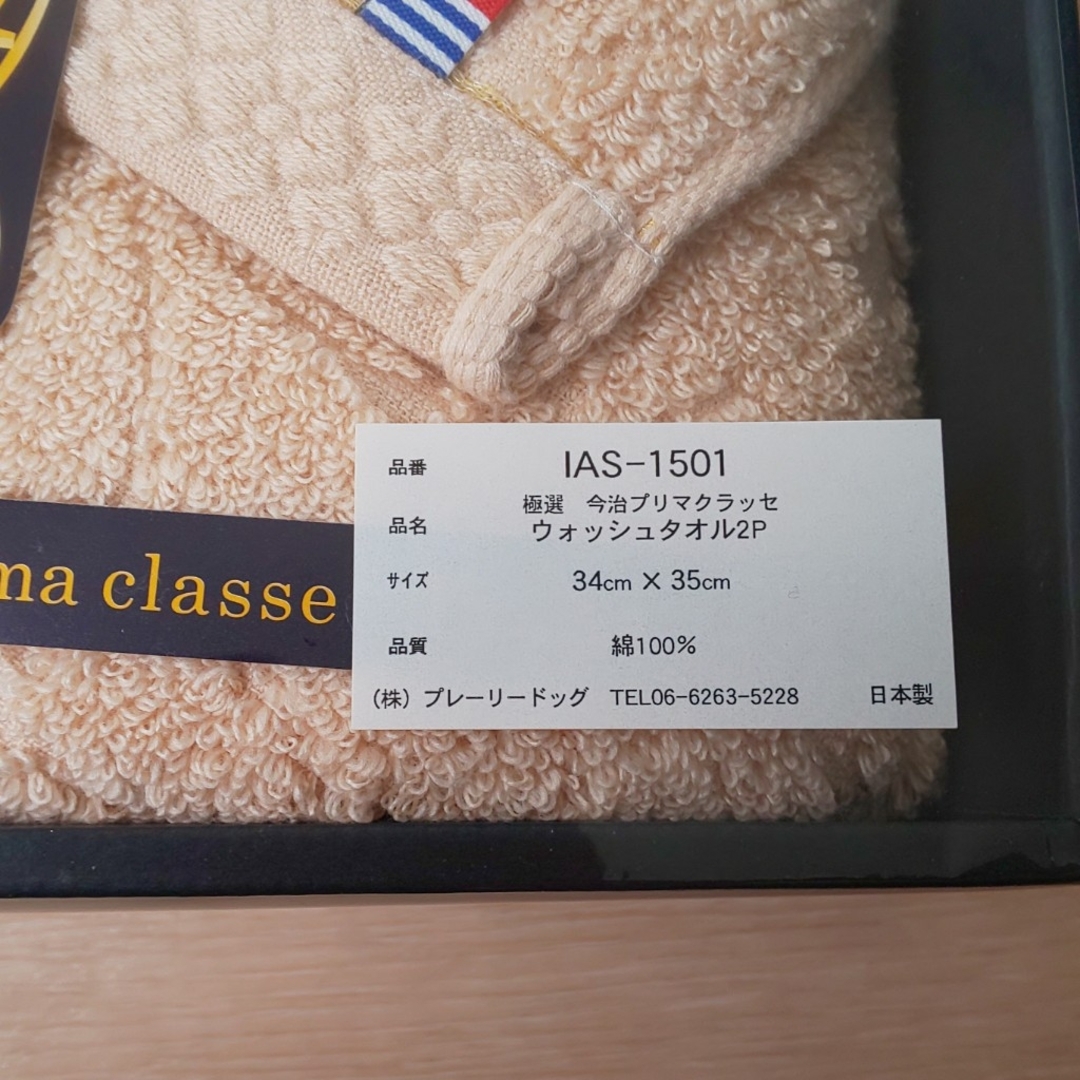 品番 IAS-1501
極選 今治プリマクラッセ
品名 ウォッシュタオル2P
サイズ 34cm × 35cm
品質 綿100%
(株) プレーリードッグ TEL06-6263-5228 日本製
ma classe